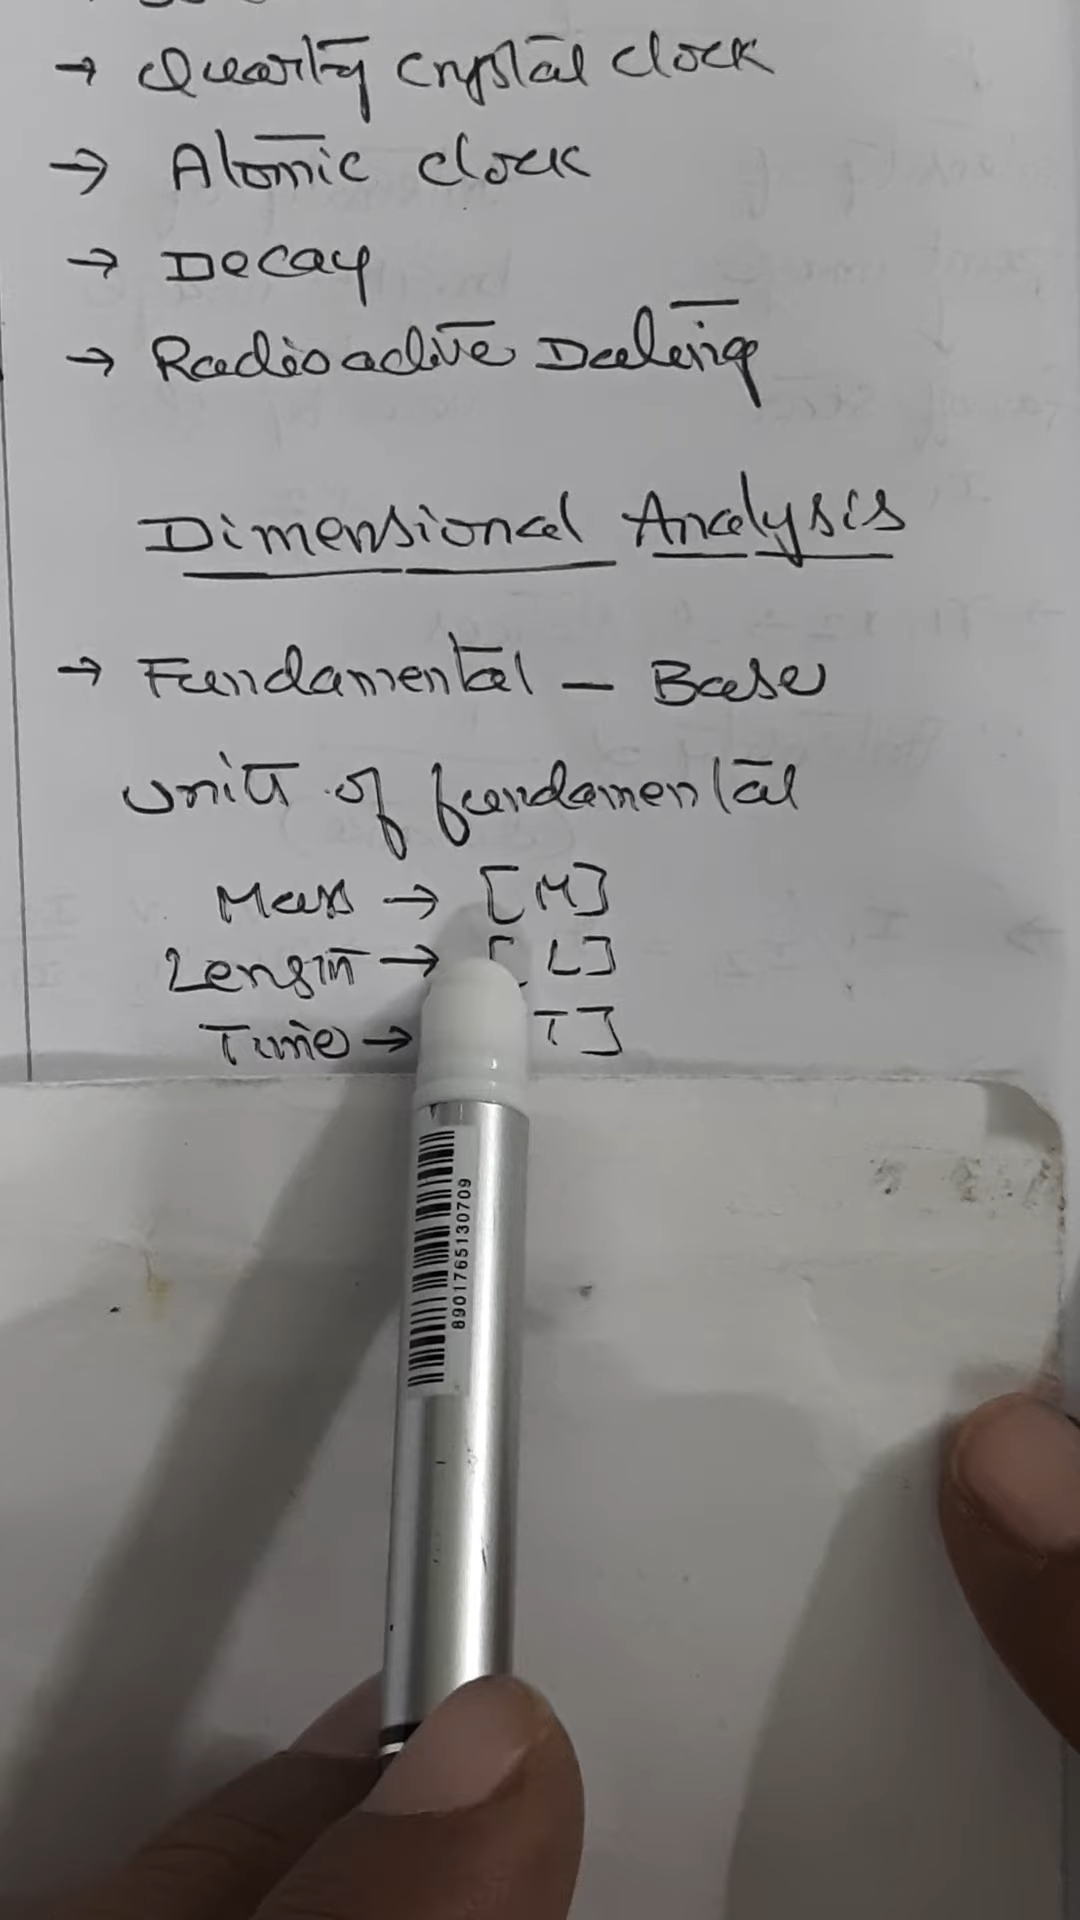 → Quartz crystal clock
→ Atomic clock
→ Decay
→ Radioactive Dating
Dimensional Analysis
→ Fundamental - Base
units of fundamental
Mass → [M]
Length → [L]
Time → T]
8901765130709